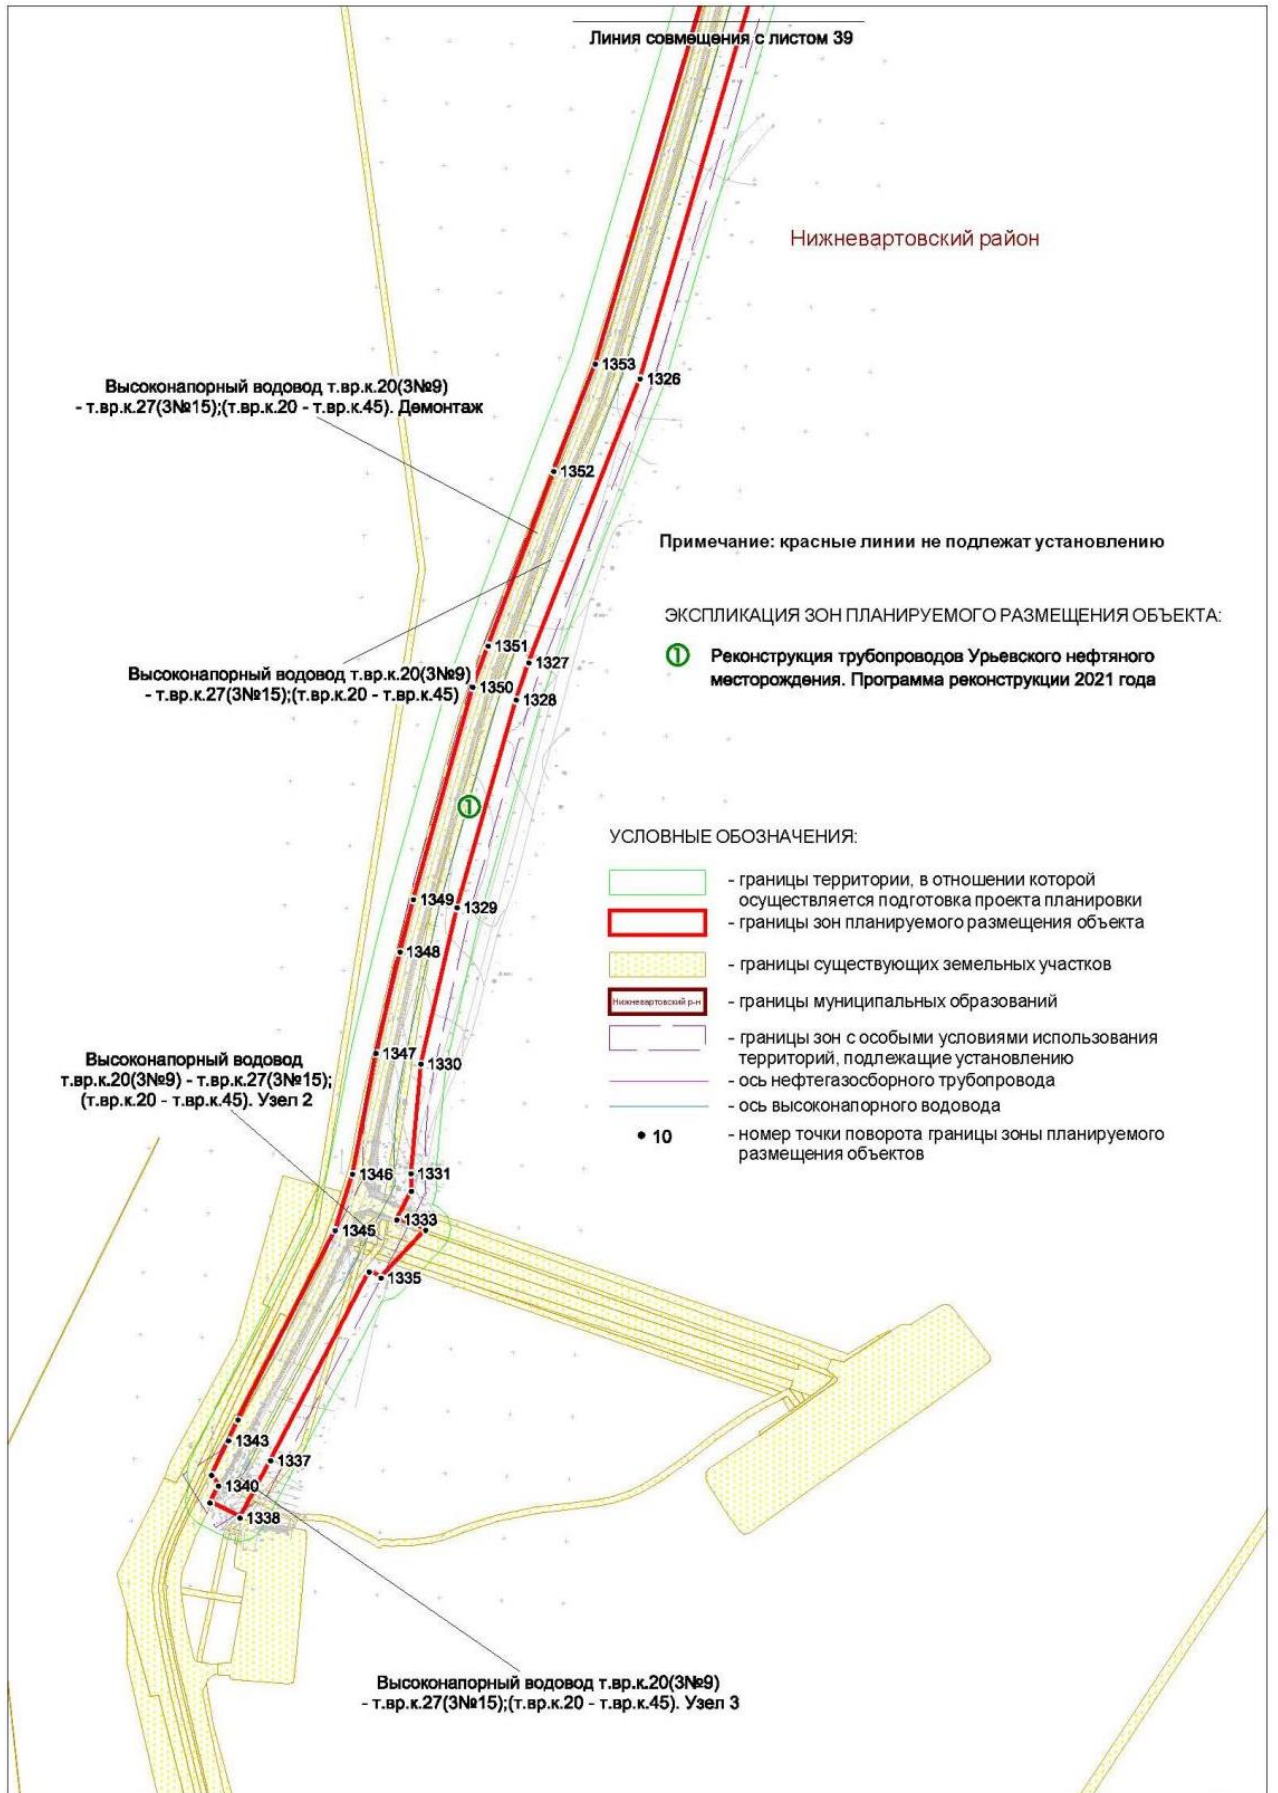 Линия совмещения с листом 39
Нижневартовский район
1353
1326
Высоконапорный водовод т.вр.к.20(3№9)
- т.вр.к.27(3№15);(т.вр.к.20 - т.вр.к.45). Демонтаж
1352
Примечание: красные линии не подлежат установлению
ЭКСПЛИКАЦИЯ ЗОН ПЛАНИРУЕМОГО РАЗМЕЩЕНИЯ ОБЪЕКТА:
1 Реконструкция трубопроводов Урьевского нефтяного
месторождения. Программа реконструкции 2021 года
1351
1327
Высоконапорный водовод т.вр.к.20(3№9)
- т.вр.к.27(3№15);(т.вр.к.20 - т.вр.к.45)
1350
1328
1
УСЛОВНЫЕ ОБОЗНАЧЕНИЯ:
- границы территории, в отношении которой
осуществляется подготовка проекта планировки
- границы зон планируемого размещения объекта
- границы существующих земельных участков
Нижневартовский р-н
- границы муниципальных образований
- границы зон с особыми условиями использования
территорий, подлежащие установлению
- ось нефтегазосборного трубопровода
- ось высоконапорного водовода
10 - номер точки поворота границы зоны планируемого
размещения объектов
1349
1329
1348
1347
1330
Высоконапорный водовод
т.вр.к.20(3№9) - т.вр.к.27(3№15);
(т.вр.к.20 - т.вр.к.45). Узел 2
1346
1331
1345
1333
1335
1343
1337
1340
1338
Высоконапорный водовод т.вр.к.20(3№9)
- т.вр.к.27(3№15);(т.вр.к.20 - т.вр.к.45). Узел 3